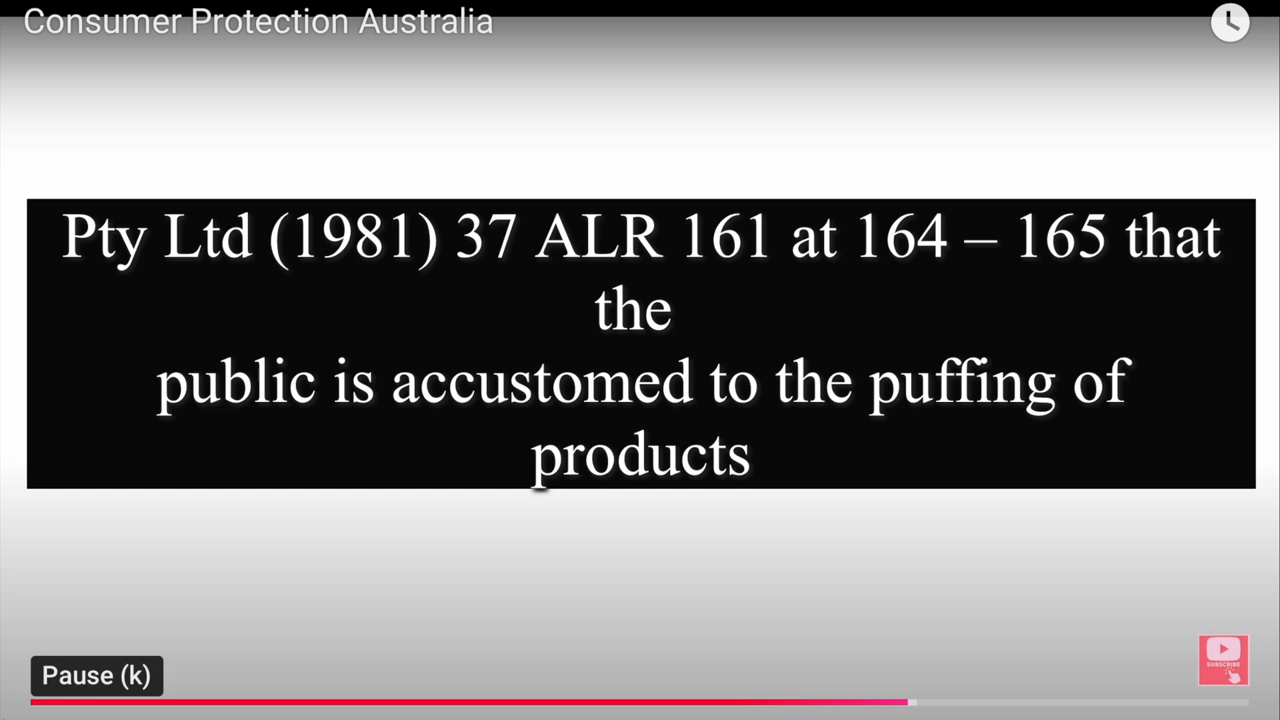 Consumer Protection Australia
Pty Ltd (1981) 37 ALR 161 at 164 – 165 that
the
public is accustomed to the puffing of
products
SUBSCRIBE
Pause (k)